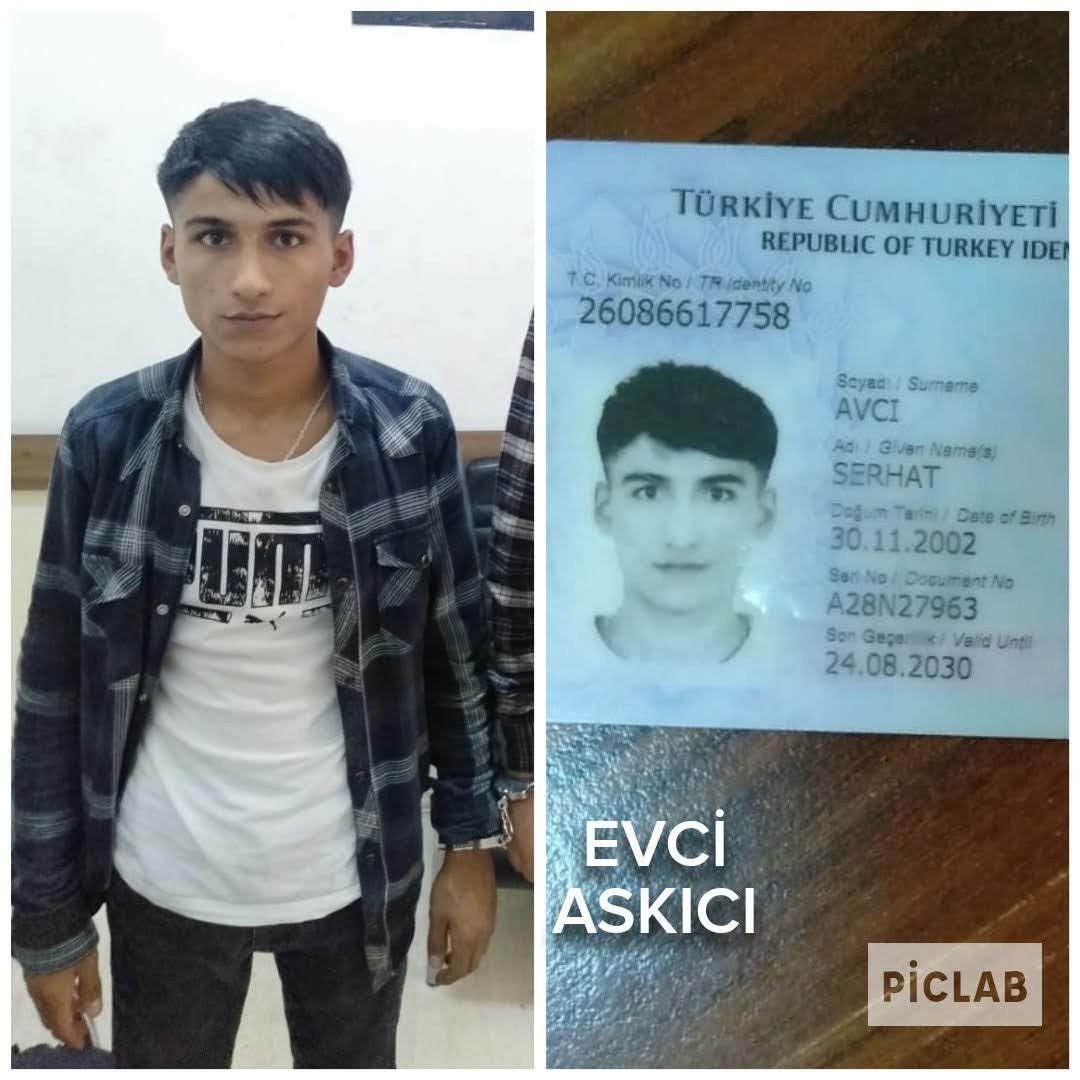 TÜRKİYE CUMHURİYETİ
REPUBLIC OF TURKEY IDEN
T.C. Kimlik No / TR Identity No
26086617758
Soyadı / Surname
AVCI
Adı / Given Name(s)
SERHAT
Doğum Tarihi / Date of Birth
30.11.2002
Seri No / Document No
A28N27963
Son Geçerlilik / Valid Until
24.08.2030
EVCİ
ASKICI
PİCLAB